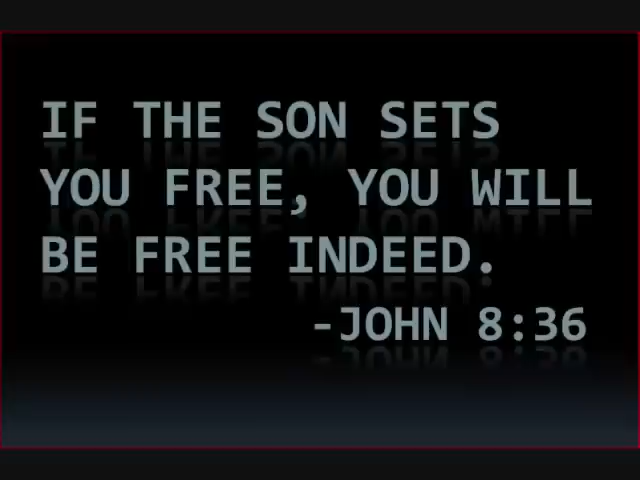 IF THE SON SETS
YOU FREE, YOU WILL
BE FREE INDEED.
-JOHN 8:36